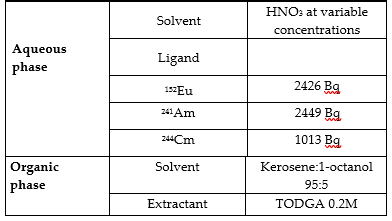 Aqueous phase
Solvent
HNO₃ at variable concentrations
Ligand
¹⁵²Eu
2426 Bq
²⁴¹Am
2449 Bq
²⁴⁴Cm
1013 Bq
Organic phase
Solvent
Kerosene:1-octanol 95:5
Extractant
TODGA 0.2M